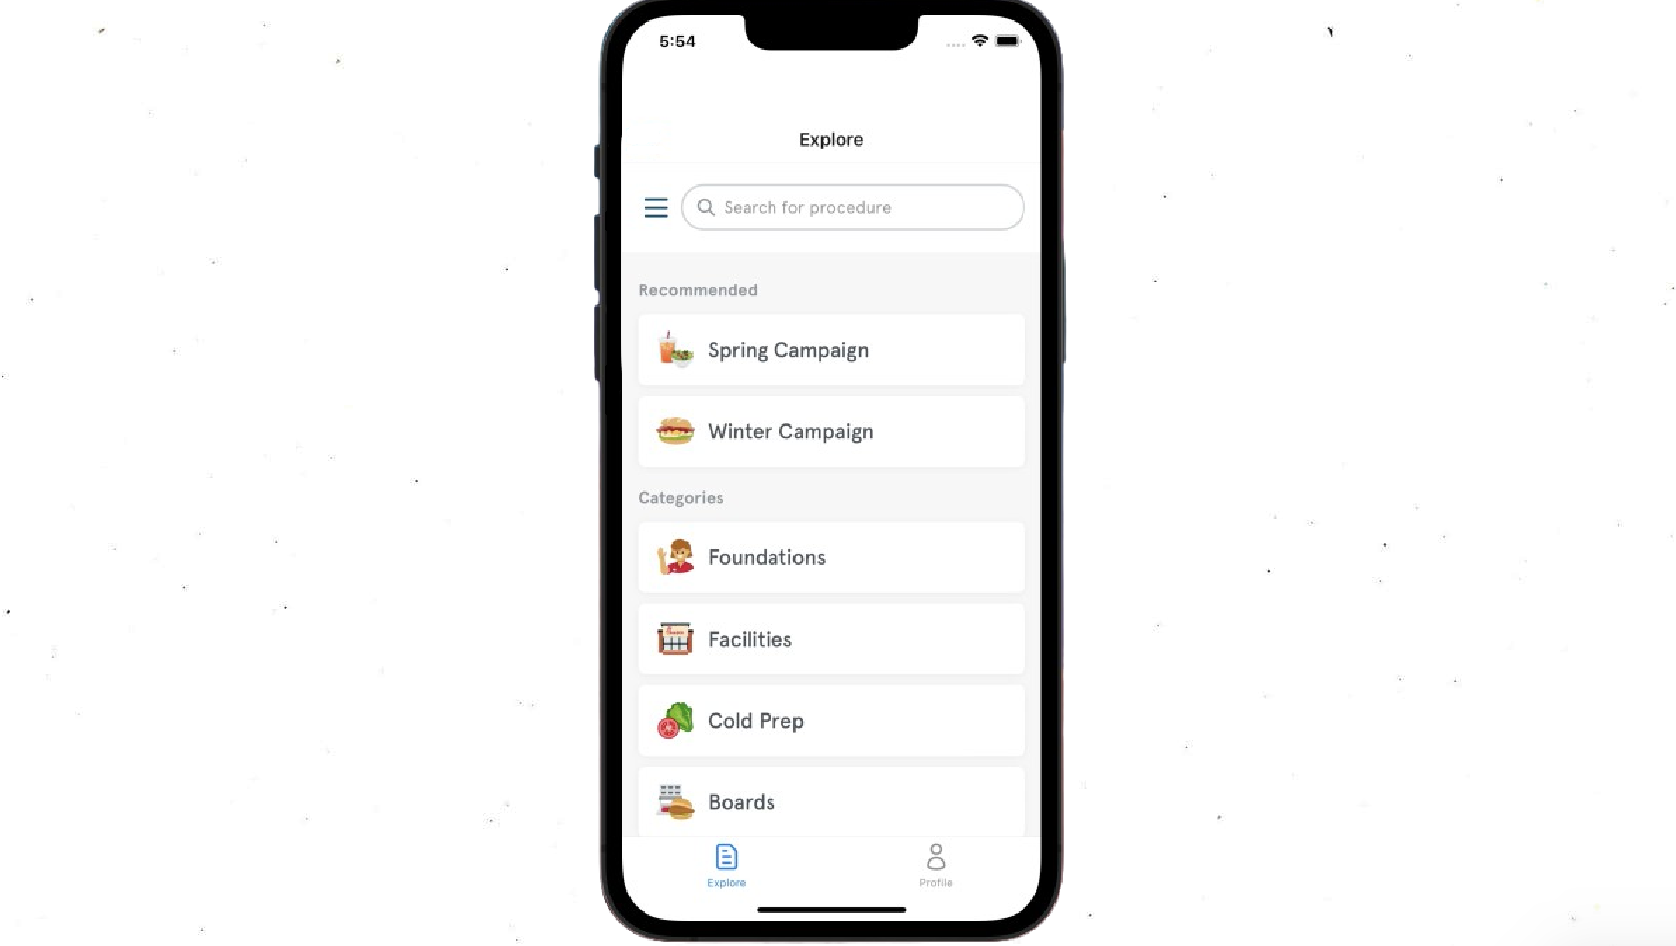 5:54
Explore
Search for procedure
Recommended
Spring Campaign
Winter Campaign
Categories
Foundations
Facilities
Cold Prep
Boards
Explore
Profile